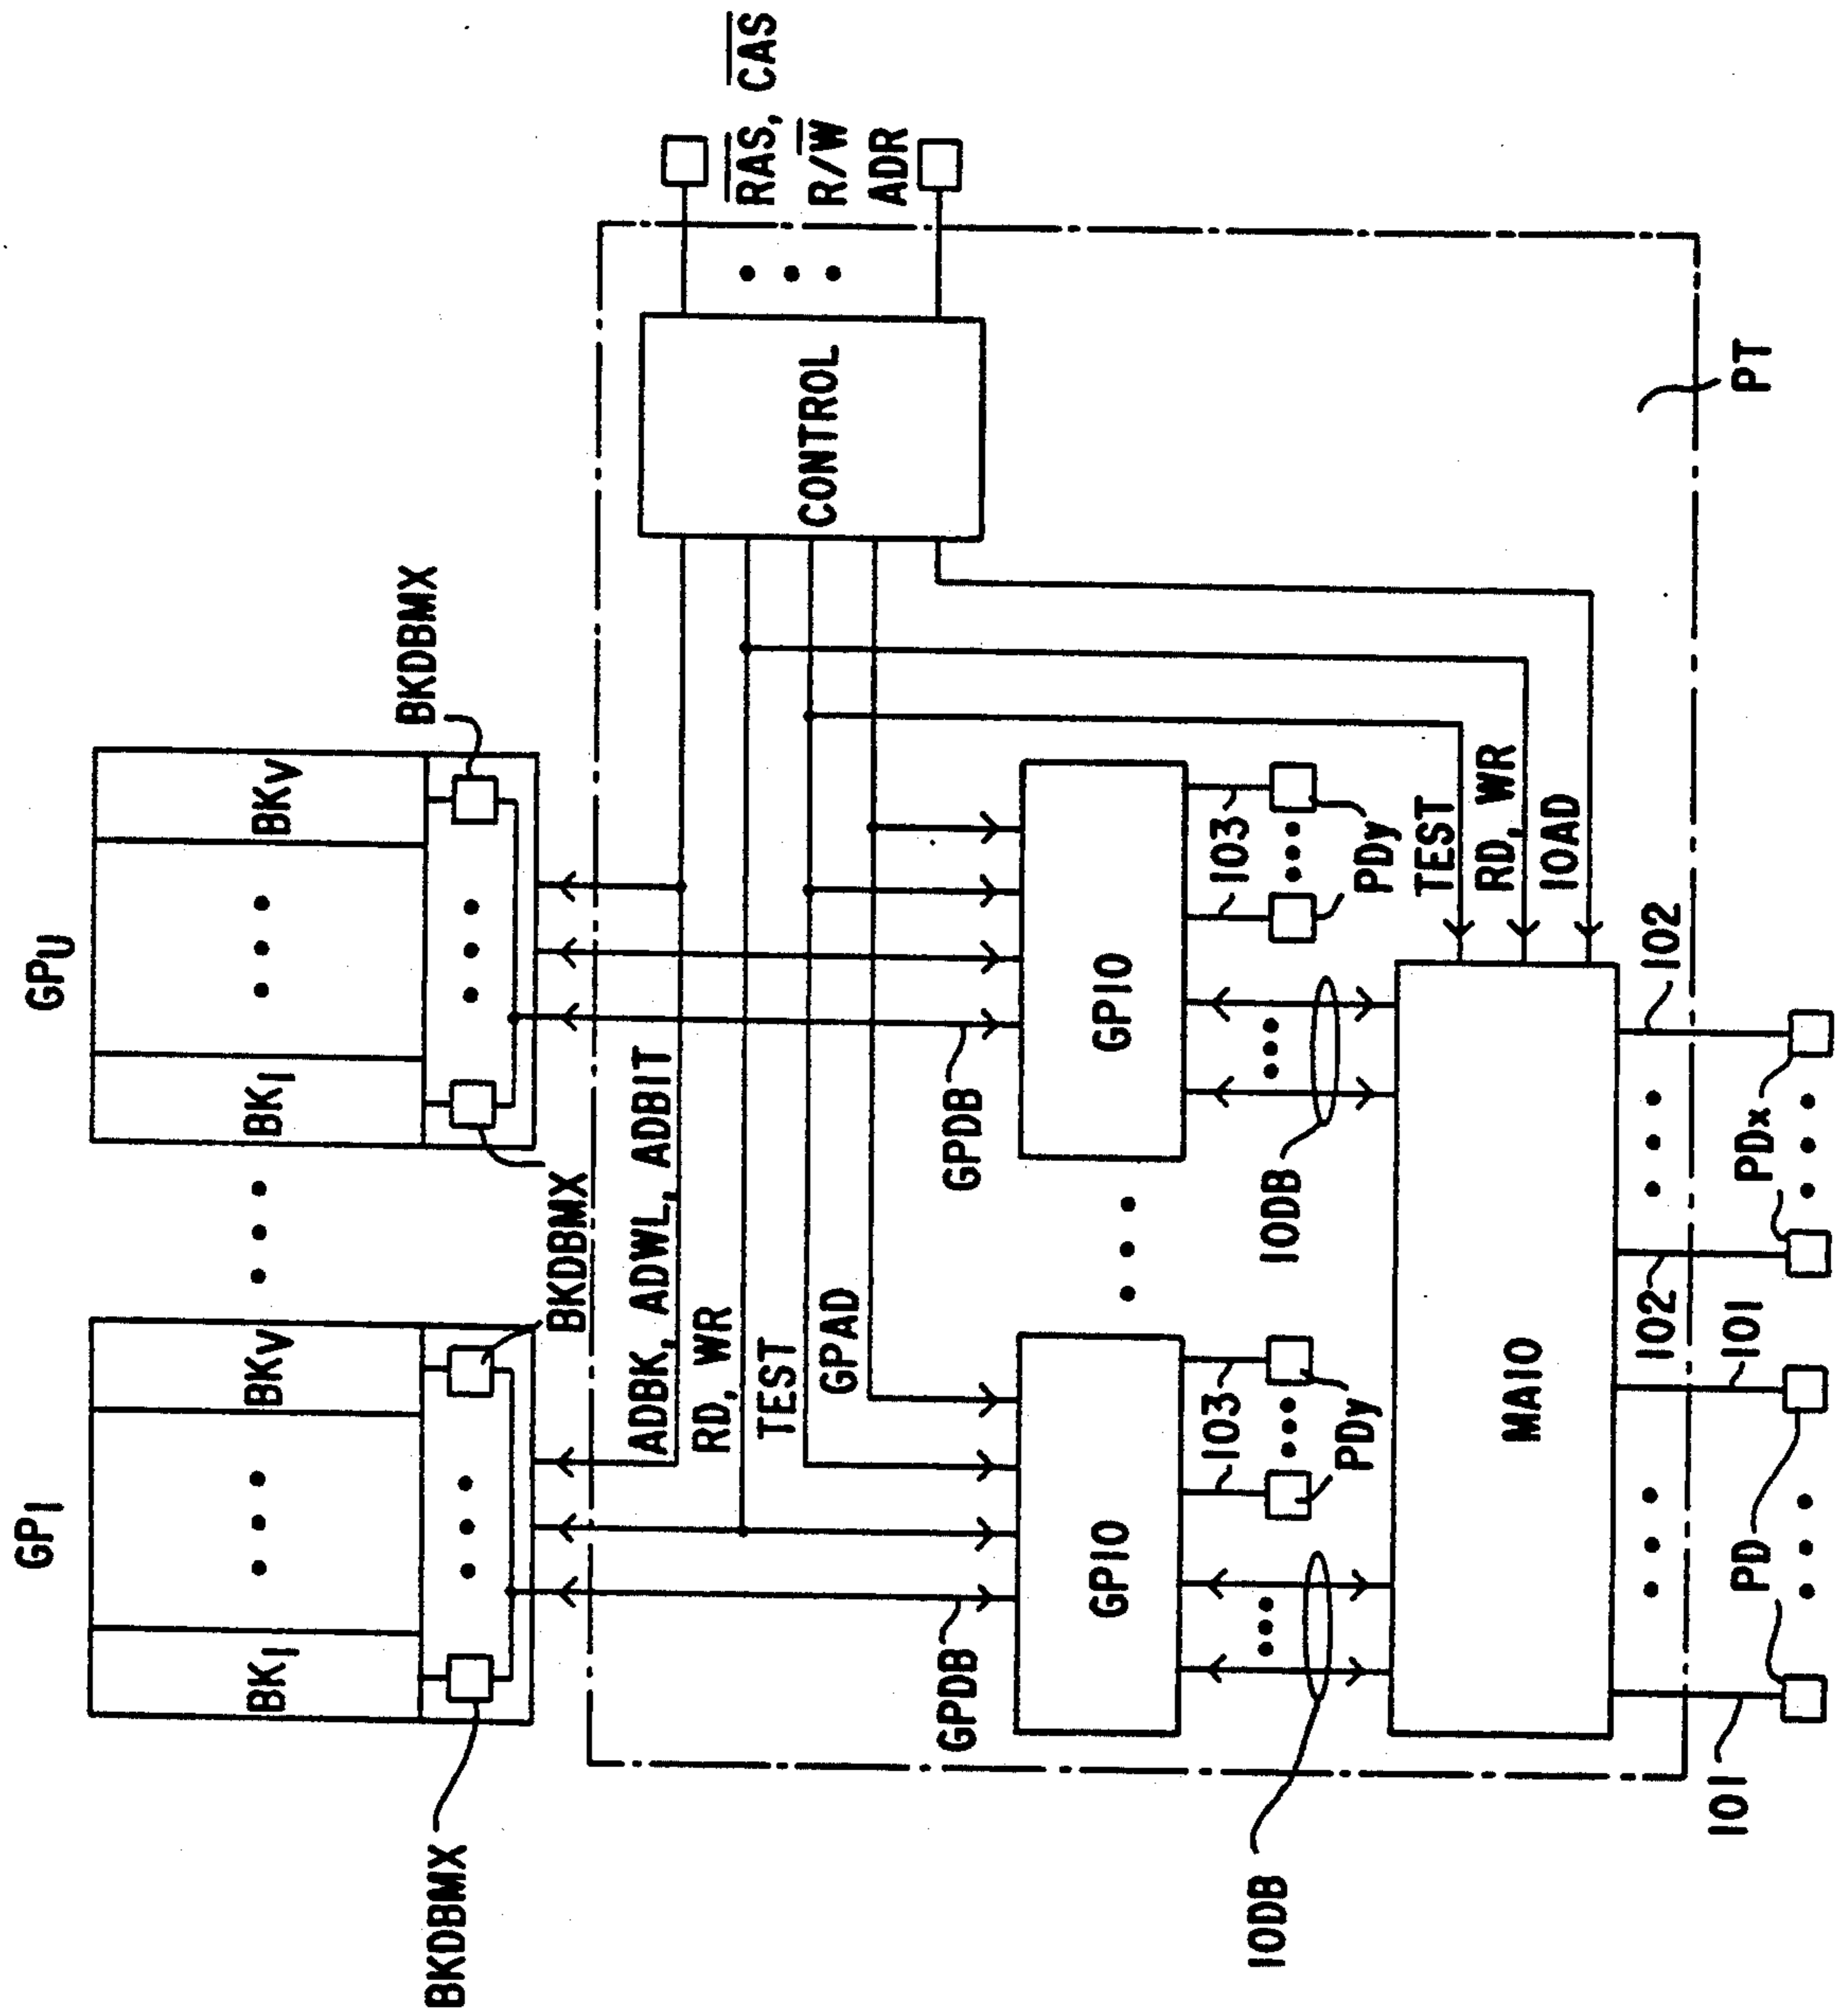 GP1
GPU
BK1
BKV
BK1
BKV
BKDBMX
BKDBMX
BKDBMX
ADBK, ADWL, ADBIT
RD, WR
TEST
GPAD
CONTROL
RAS, CAS
R/W
ADR
GPDB
GPDB
GPIO
GPIO
103
PDy
103
PDy
IODB
IODB
TEST
RD, WR
IOAD
MAIO
101
101
102
102
PD
PDx
PT